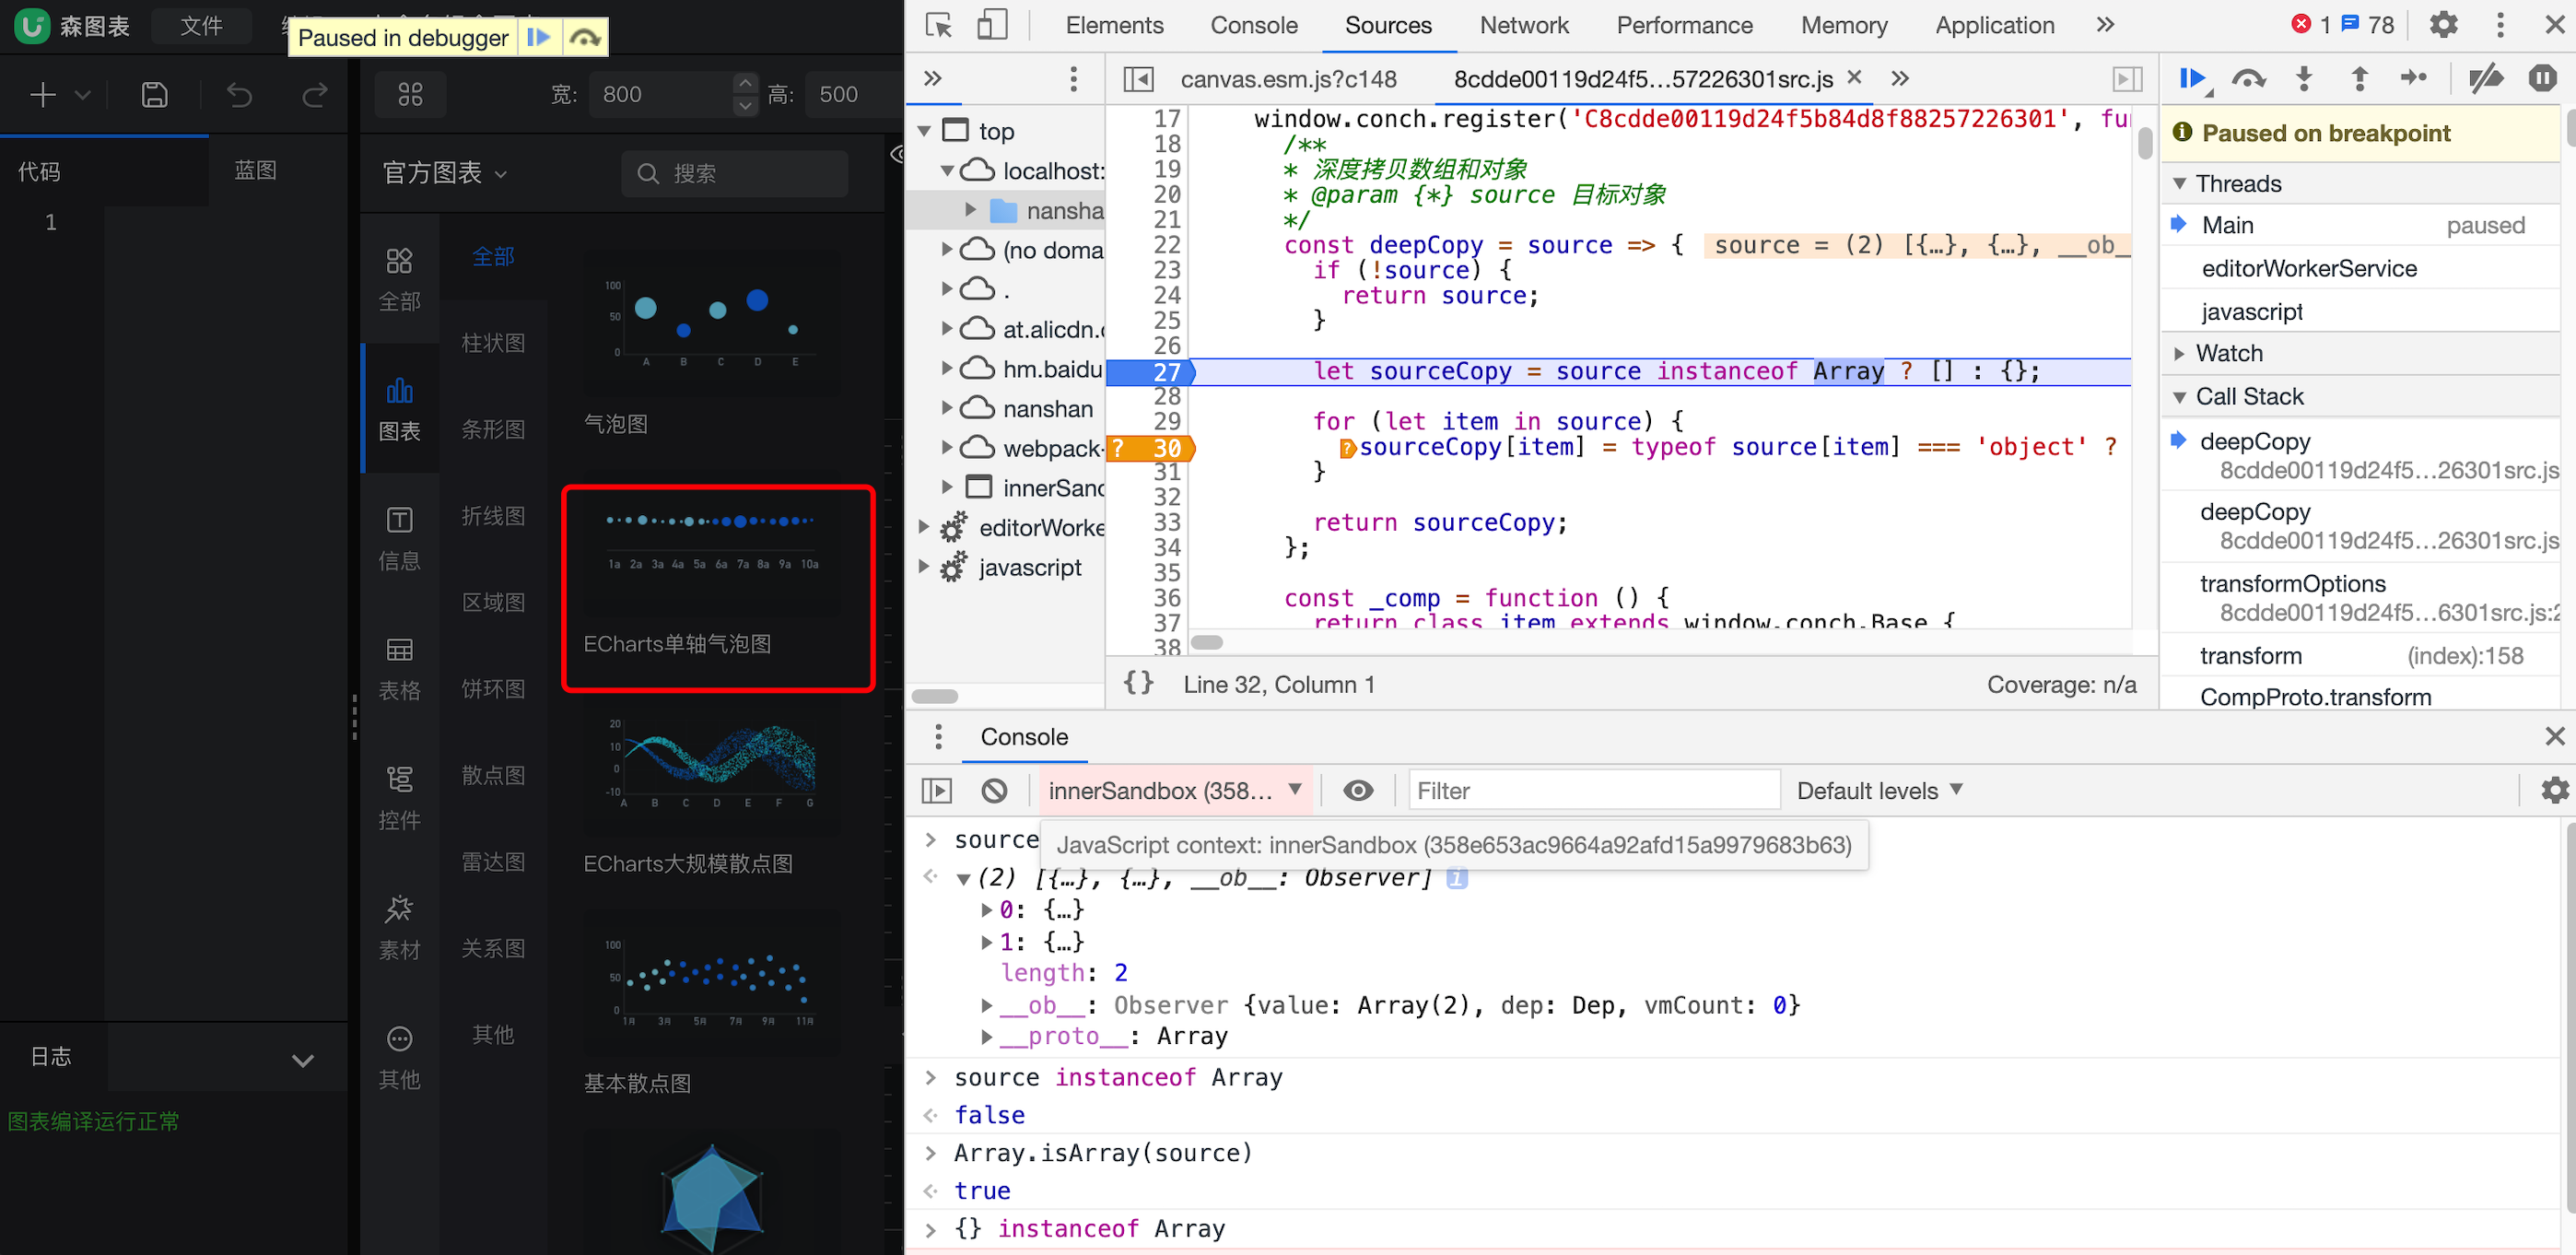 森图表
文件
Paused in debugger
宽:
800
高:
500
代码
蓝图
1
官方图表
搜索
全部
图表
信息
表格
控件
素材
其他
全部
柱状图
条形图
折线图
区域图
饼环图
散点图
雷达图
关系图
其他
100
50
0
A B C D E
气泡图
1a 2a 3a 4a 5a 6a 7a 8a 9a 10a
ECharts单轴气泡图
20
10
0
-10
A B C D E F G
ECharts大规模散点图
100
50
0
1月 3月 5月 7月 9月 11月
基本散点图
日志
图表编译运行正常
Elements Console Sources Network Performance Memory Application
1 78
top
localhost:
nansha
(no doma
.
at.alicdn.
hm.baidu
nanshan
webpack-
innerSand
editorWorke
javascript
canvas.esm.js?c148
8cdde00119d24f5…57226301src.js
17 window.conch.register('C8cdde00119d24f5b84d8f88257226301', fu
18 /**
19 * 深度拷贝数组和对象
20 * @param {*} source 目标对象
21 */
22 const deepCopy = source => { source = (2) [{…}, {…}, __ob_
23 if (!source) {
24 return source;
25 }
26
27 let sourceCopy = source instanceof Array ? [] : {};
28
29 for (let item in source) {
? 30 ?sourceCopy[item] = typeof source[item] === 'object' ?
31 }
32
33 return sourceCopy;
34 };
35
36 const _comp = function () {
37 return class item extends window.conch.Base {
38
{} Line 32, Column 1
Coverage: n/a
Paused on breakpoint
Threads
Main paused
editorWorkerService
javascript
Watch
Call Stack
deepCopy
8cdde00119d24f5…26301src.js
deepCopy
8cdde00119d24f5…26301src.js
transformOptions
8cdde00119d24f5…6301src.js:2
transform (index):158
CompProto.transform
Console
innerSandbox (358…
Filter
Default levels
source
JavaScript context: innerSandbox (358e653ac9664a92afd15a9979683b63)
(2) [{…}, {…}, __ob__: Observer] i
0: {…}
1: {…}
length: 2
__ob__: Observer {value: Array(2), dep: Dep, vmCount: 0}
__proto__: Array
source instanceof Array
false
Array.isArray(source)
true
{} instanceof Array